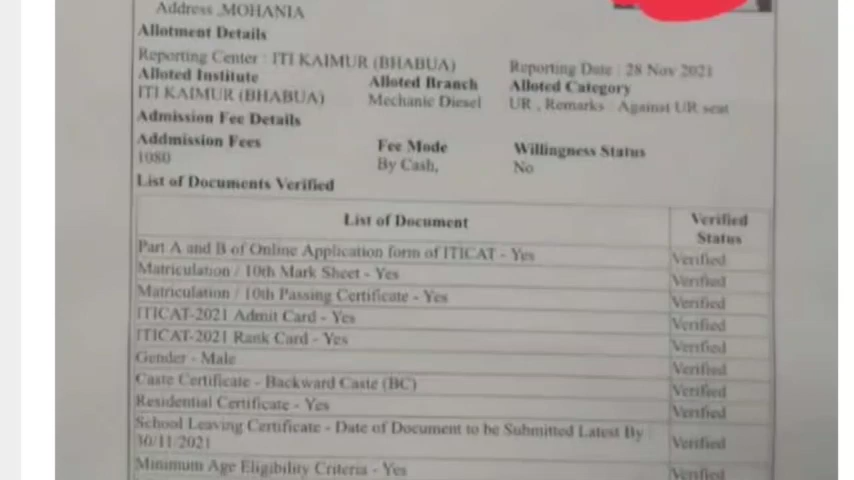 Address ,MOHANIA
Allotment Details
Reporting Center : ITI KAIMUR (BHABUA) Reporting Date : 28 Nov 2021
Alloted Institute Alloted Branch Alloted Category
ITI KAIMUR (BHABUA) Mechanic Diesel UR , Remarks : Against UR seat
Admission Fee Details
Addmission Fees Fee Mode Willingness Status
1080 By Cash, No
List of Documents Verified
List of Document Verified Status
Part A and B of Online Application form of ITICAT - Yes Verified
Matriculation / 10th Mark Sheet - Yes Verified
Matriculation / 10th Passing Certificate - Yes Verified
ITICAT-2021 Admit Card - Yes Verified
ITICAT-2021 Rank Card - Yes Verified
Gender - Male Verified
Caste Certificate - Backward Caste (BC) Verified
Residential Certificate - Yes Verified
School Leaving Certificate - Date of Document to be Submitted Latest By
30/11/2021 Verified
Minimum Age Eligibility Criteria - Yes Verified